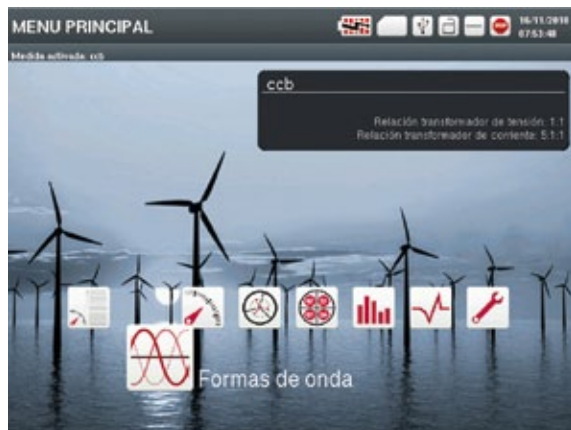 MENU PRINCIPAL
16/11/2010
07:53:48
Medida activada: ccb
ccb
Relación transformador de tensión: 1:1
Relación transformador de corriente: 5.1:1
Formas de onda